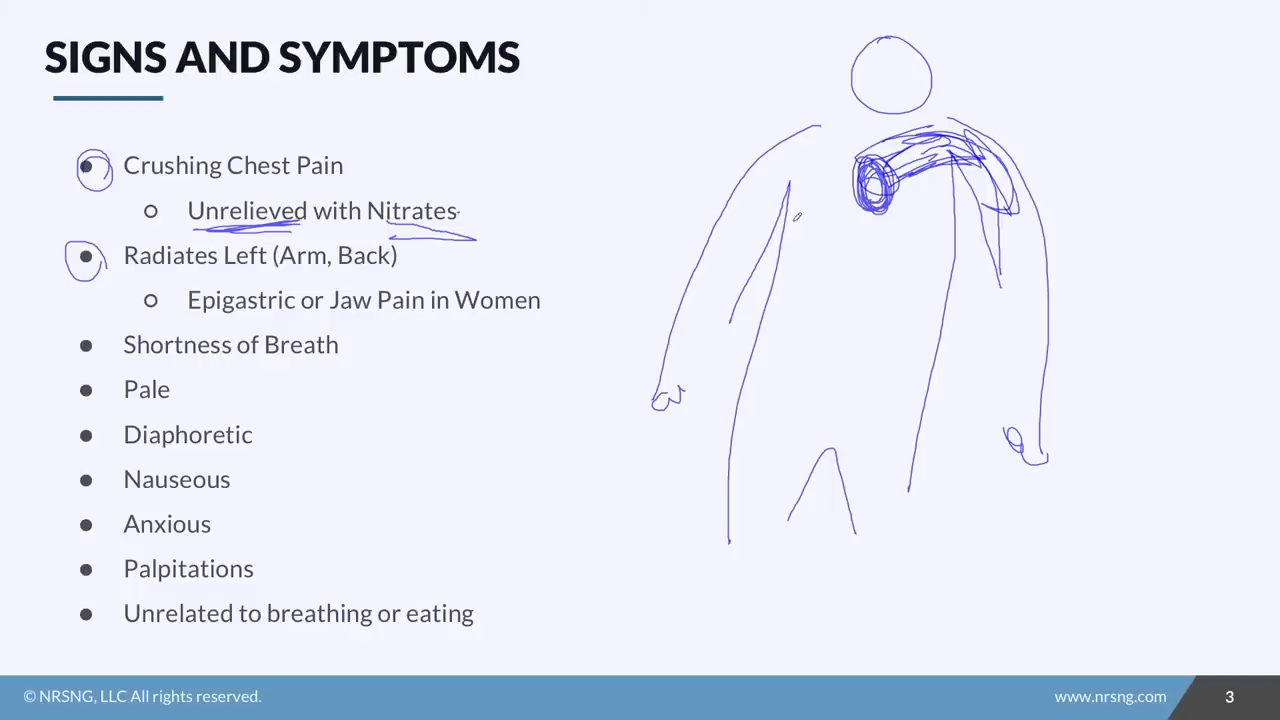 SIGNS AND SYMPTOMS
● Crushing Chest Pain
○ Unrelieved with Nitrates
● Radiates Left (Arm, Back)
○ Epigastric or Jaw Pain in Women
● Shortness of Breath
● Pale
● Diaphoretic
● Nauseous
● Anxious
● Palpitations
● Unrelated to breathing or eating
© NRSNG, LLC All rights reserved.
www.nrsng.com
3